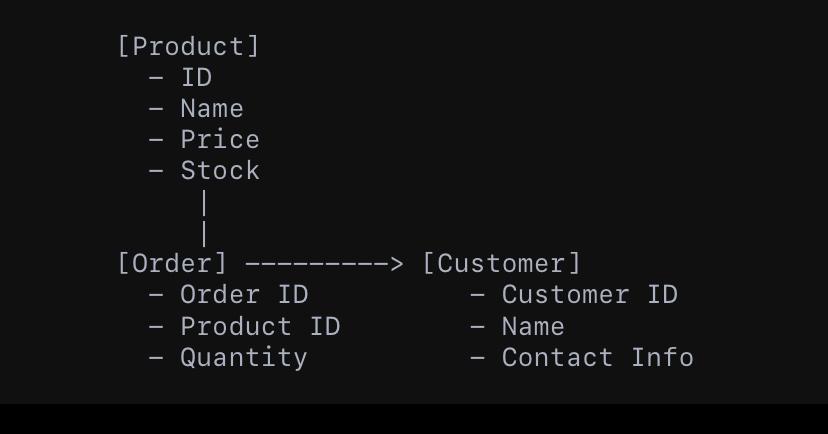 [Product]
- ID
- Name
- Price
- Stock
|
|
[Order] ---------> [Customer]
- Order ID - Customer ID
- Product ID - Name
- Quantity - Contact Info